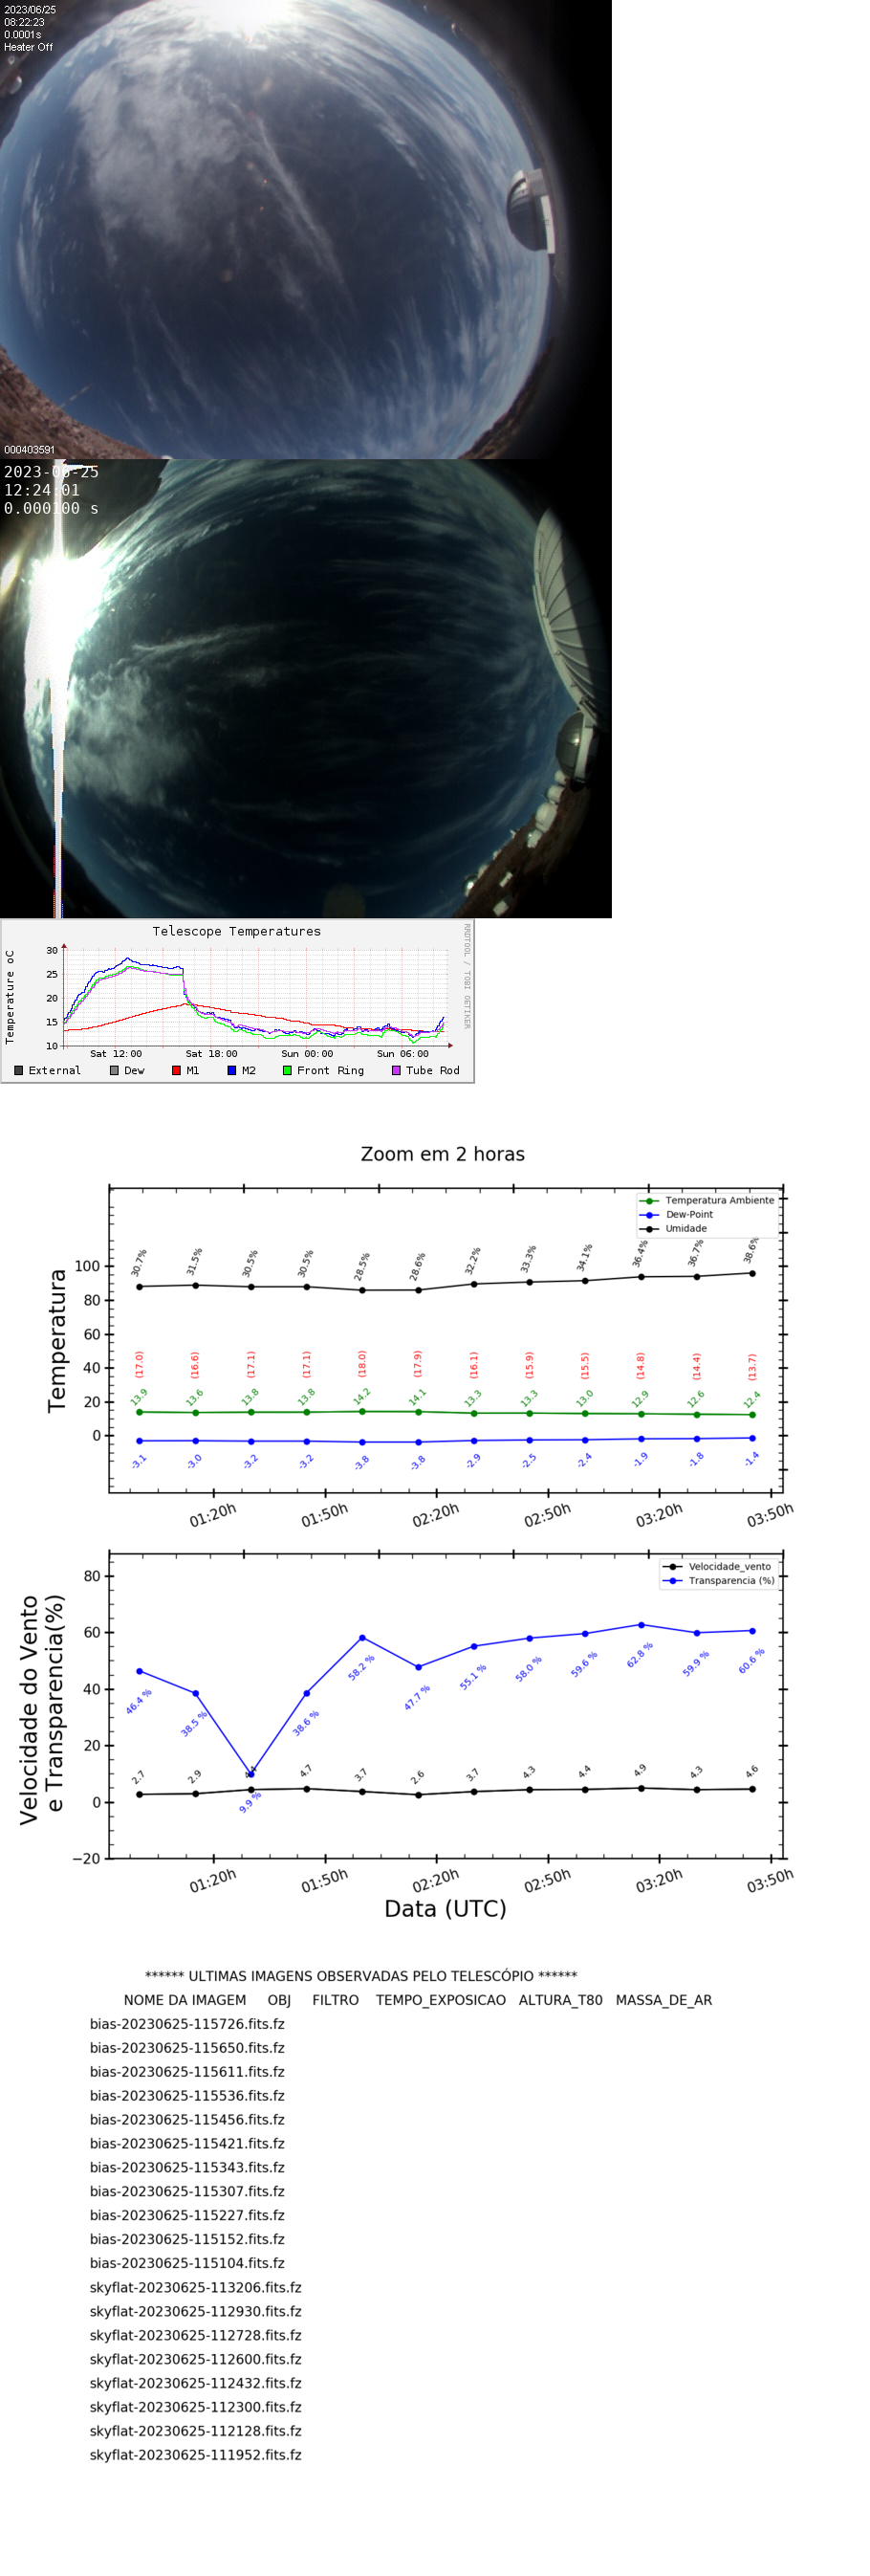 2023/06/25
08:22:23
0.0001s
Heater Off
000403591
2023-06-25
12:24:01
0.000100 s
Telescope Temperatures
RRDTOOL / TOBI OETIKER
Temperature oC
30
25
20
15
10
Sat 12:00 Sat 18:00 Sun 00:00 Sun 06:00
External Dew M1 M2 Front Ring Tube Rod
Zoom em 2 horas
Temperatura Ambiente
Dew-Point
Umidade
Temperatura
100
80
60
40
20
0
30.7% 31.5% 30.5% 30.5% 28.5% 28.6% 32.2% 33.3% 34.1% 36.4% 36.7% 38.6%
(17.0) (16.6) (17.1) (17.1) (18.0) (17.9) (16.1) (15.9) (15.5) (14.8) (14.4) (13.7)
13.9 13.6 13.8 13.8 14.2 14.1 13.3 13.3 13.0 12.9 12.6 12.4
-3.1 -3.0 -3.2 -3.2 -3.8 -3.8 -2.9 -2.5 -2.4 -1.9 -1.8 -1.4
01:20h 01:50h 02:20h 02:50h 03:20h 03:50h
Velocidade_vento
Transparencia (%)
Velocidade do Vento
e Transparencia(%)
80
60
40
20
0
−20
46.4 % 38.5 % 9.9 % 38.6 % 58.2 % 47.7 % 55.1 % 58.0 % 59.6 % 62.8 % 59.9 % 60.6 %
2.7 2.9 4.7 3.7 2.6 3.7 4.3 4.4 4.9 4.3 4.6
01:20h 01:50h 02:20h 02:50h 03:20h 03:50h
Data (UTC)
****** ULTIMAS IMAGENS OBSERVADAS PELO TELESCÓPIO ******
NOME DA IMAGEM OBJ FILTRO TEMPO_EXPOSICAO ALTURA_T80 MASSA_DE_AR
bias-20230625-115726.fits.fz
bias-20230625-115650.fits.fz
bias-20230625-115611.fits.fz
bias-20230625-115536.fits.fz
bias-20230625-115456.fits.fz
bias-20230625-115421.fits.fz
bias-20230625-115343.fits.fz
bias-20230625-115307.fits.fz
bias-20230625-115227.fits.fz
bias-20230625-115152.fits.fz
bias-20230625-115104.fits.fz
skyflat-20230625-113206.fits.fz
skyflat-20230625-112930.fits.fz
skyflat-20230625-112728.fits.fz
skyflat-20230625-112600.fits.fz
skyflat-20230625-112432.fits.fz
skyflat-20230625-112300.fits.fz
skyflat-20230625-112128.fits.fz
skyflat-20230625-111952.fits.fz